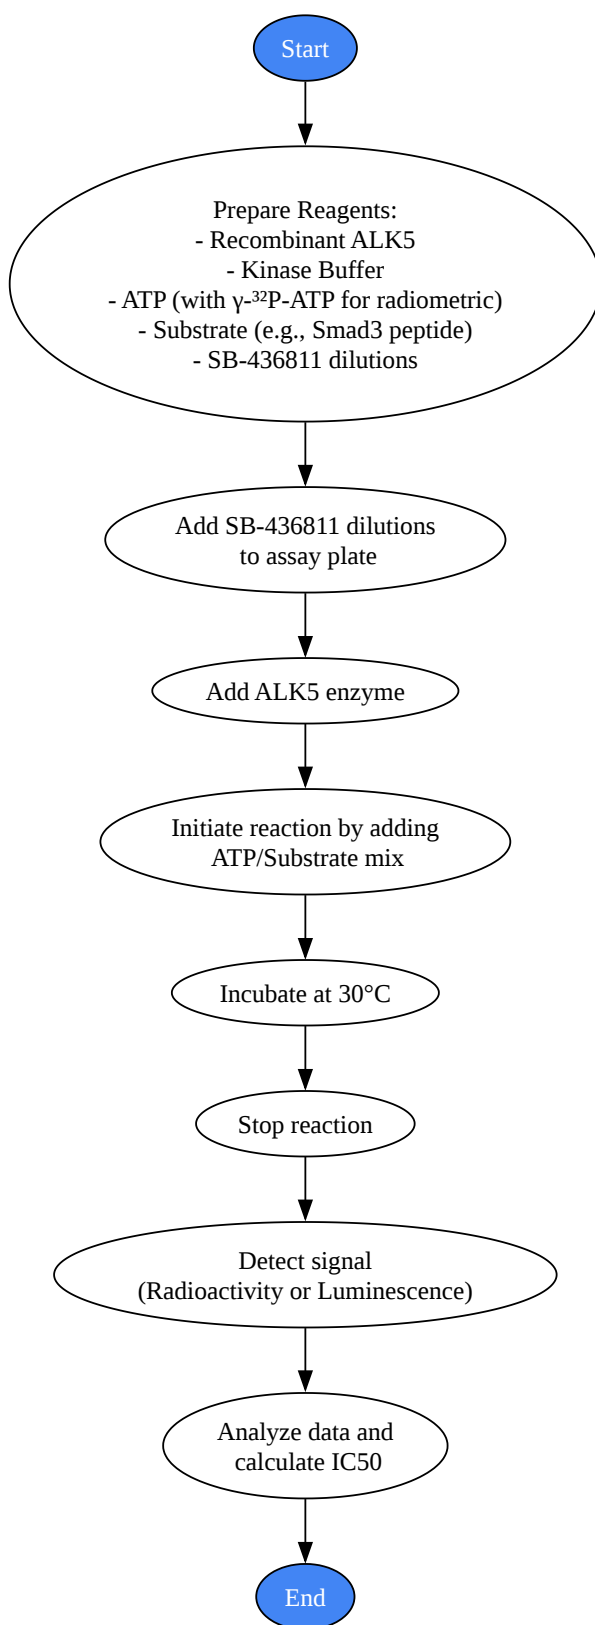 Start
Prepare Reagents:
- Recombinant ALK5
- Kinase Buffer
- ATP (with γ-³²P-ATP for radiometric)
- Substrate (e.g., Smad3 peptide)
- SB-436811 dilutions
Add SB-436811 dilutions
to assay plate
Add ALK5 enzyme
Initiate reaction by adding
ATP/Substrate mix
Incubate at 30°C
Stop reaction
Detect signal
(Radioactivity or Luminescence)
Analyze data and
calculate IC50
End